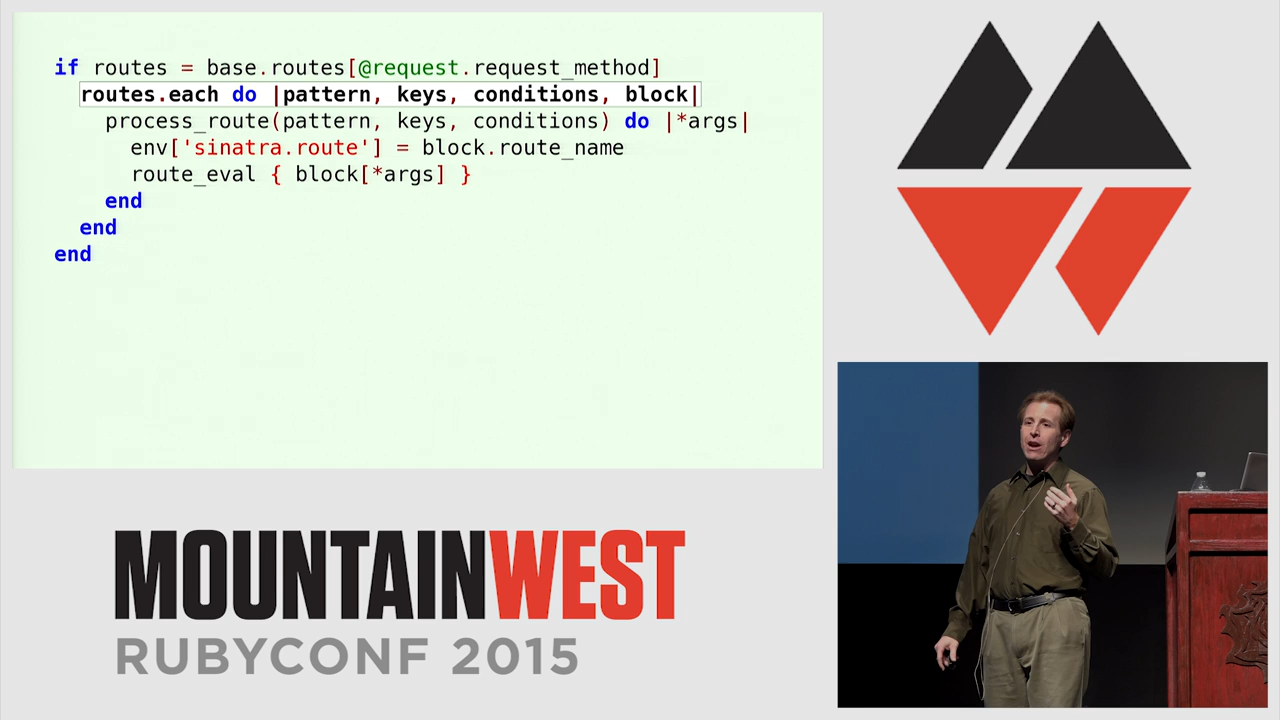 if routes = base.routes[@request.request_method]
routes.each do |pattern, keys, conditions, block|
process_route(pattern, keys, conditions) do |*args|
env['sinatra.route'] = block.route_name
route_eval { block[*args] }
end
end
end
MOUNTAINWEST
RUBYCONF 2015